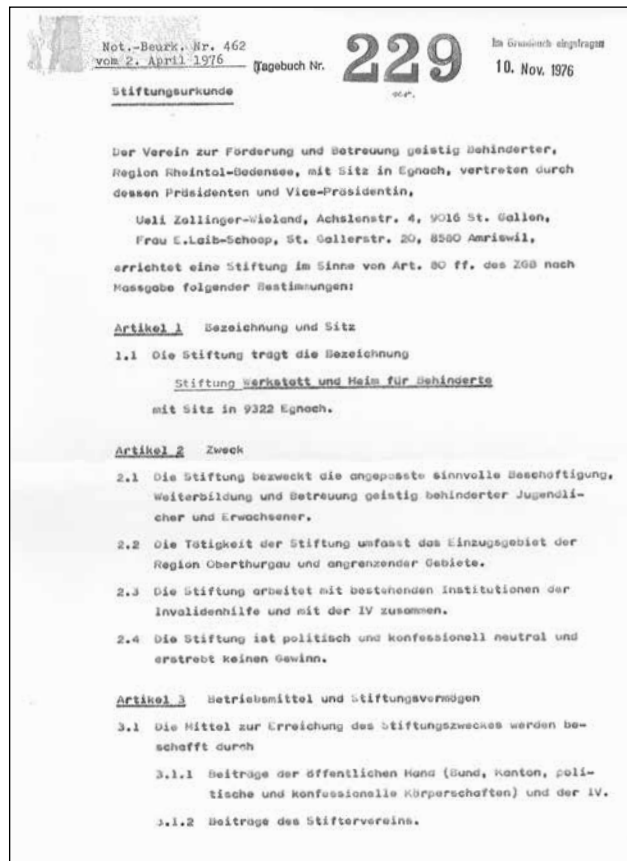 Not.-Beurk. Nr. 462
vom 2. April 1976
Tagebuch Nr.
229
Im Grundbuch eingetragen
10. Nov. 1976
Stiftungsurkunde
Der Verein zur Förderung und Betreuung geistig Behinderter,
Region Rheintal-Bodensee, mit Sitz in Egnach, vertreten durch
dessen Präsidenten und Vice-Präsidentin,
Ueli Zollinger-Wieland, Achslenstr. 4, 9016 St. Gallen,
Frau E.Laib-Schoop, St. Gallerstr. 20, 8580 Amriswil,
errichtet eine Stiftung im Sinne von Art. 80 ff. des ZGB nach
Massgabe folgender Bestimmungen:
Artikel 1 Bezeichnung und Sitz
1.1 Die Stiftung trägt die Bezeichnung
Stiftung Werkstatt und Heim für Behinderte
mit Sitz in 9322 Egnach.
Artikel 2 Zweck
2.1 Die Stiftung bezweckt die angepasste sinnvolle Beschäftigung,
Weiterbildung und Betreuung geistig behinderter Jugendli-
cher und Erwachsener.
2.2 Die Tätigkeit der Stiftung umfasst das Einzugsgebiet der
Region Oberthurgau und angrenzender Gebiete.
2.3 Die Stiftung arbeitet mit bestehenden Institutionen der
Invalidenhilfe und mit der IV zusammen.
2.4 Die Stiftung ist politisch und konfessionell neutral und
erstrebt keinen Gewinn.
Artikel 3 Betriebsmittel und Stiftungsvermögen
3.1 Die Mittel zur Erreichung des Stiftungszweckes werden be-
schafft durch
3.1.1 Beiträge der öffentlichen Hand (Bund, Kanton, poli-
tische und konfessionelle Körperschaften) und der IV.
3.1.2 Beiträge des Stiftervereins.